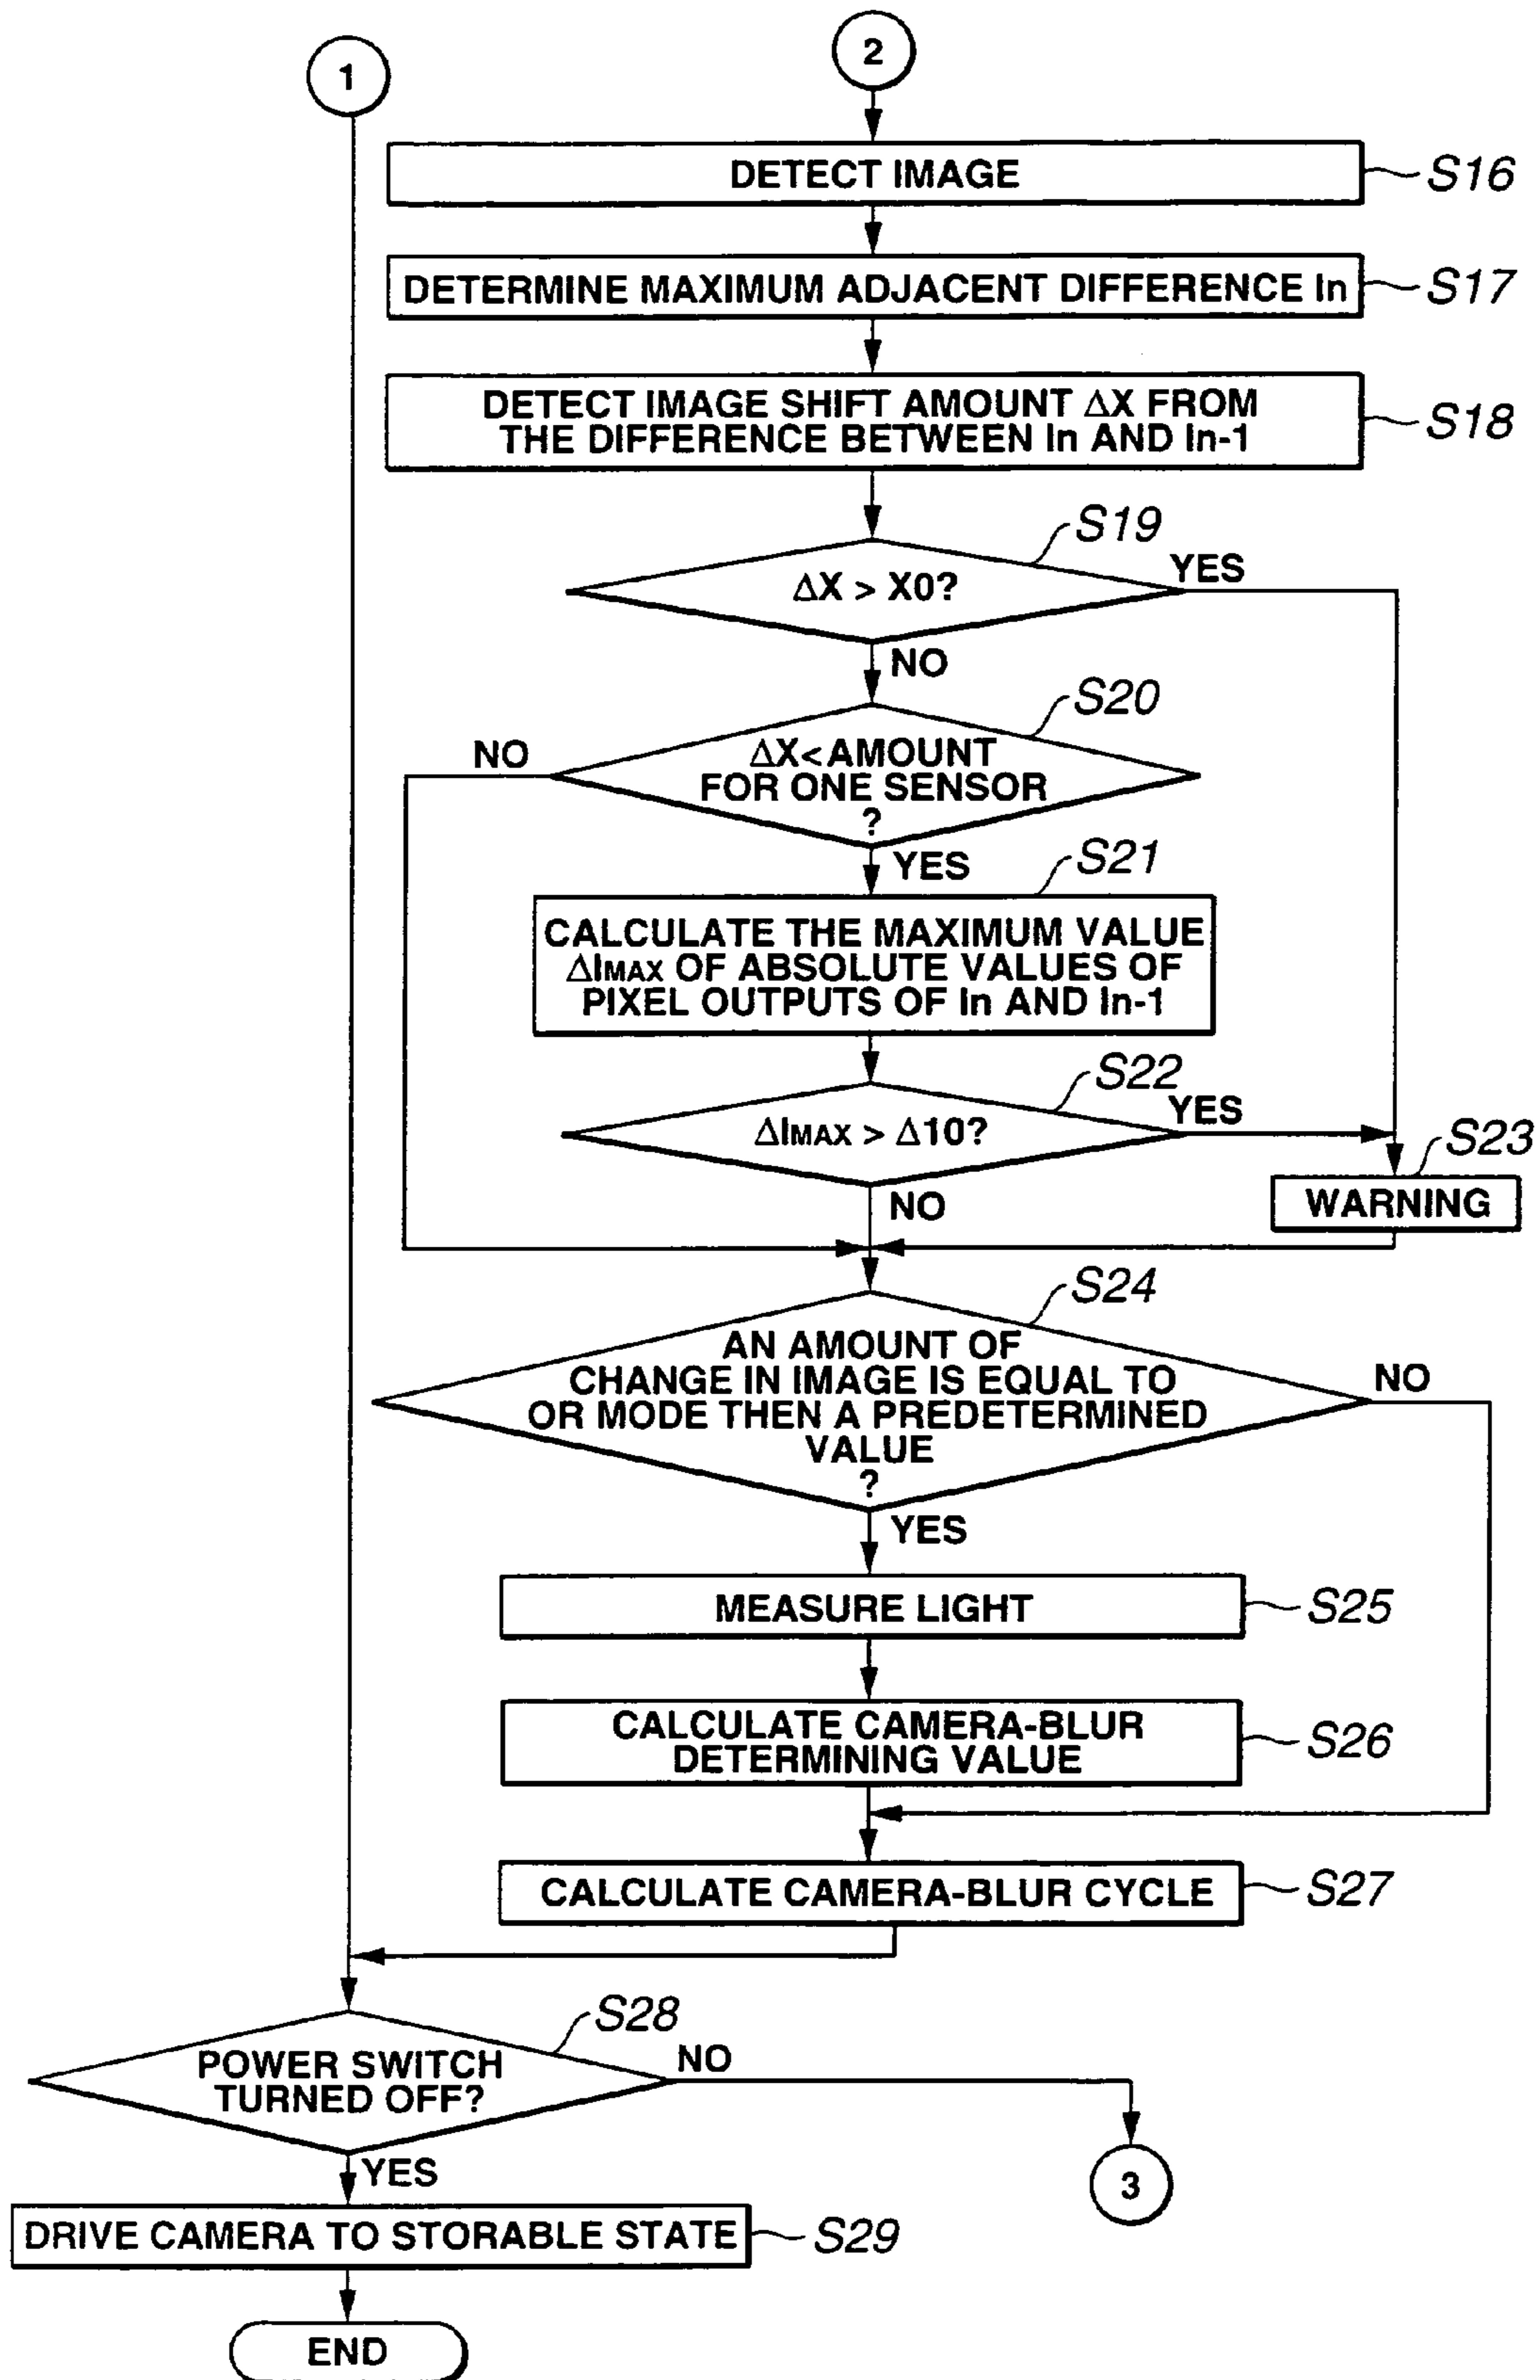 1
2
DETECT IMAGE
S16
DETERMINE MAXIMUM ADJACENT DIFFERENCE In
S17
DETECT IMAGE SHIFT AMOUNT ΔX FROM
THE DIFFERENCE BETWEEN In AND In-1
S18
S19
ΔX > X0?
YES
NO
S20
NO
ΔX<AMOUNT
FOR ONE SENSOR
?
YES
S21
CALCULATE THE MAXIMUM VALUE
ΔIMAX OF ABSOLUTE VALUES OF
PIXEL OUTPUTS OF In AND In-1
S22
ΔIMAX > Δ10?
YES
S23
WARNING
NO
S24
AN AMOUNT OF
CHANGE IN IMAGE IS EQUAL TO
OR MODE THEN A PREDETERMINED
VALUE
?
NO
YES
MEASURE LIGHT
S25
CALCULATE CAMERA-BLUR
DETERMINING VALUE
S26
CALCULATE CAMERA-BLUR CYCLE
S27
S28
POWER SWITCH
TURNED OFF?
NO
YES
3
DRIVE CAMERA TO STORABLE STATE
S29
END